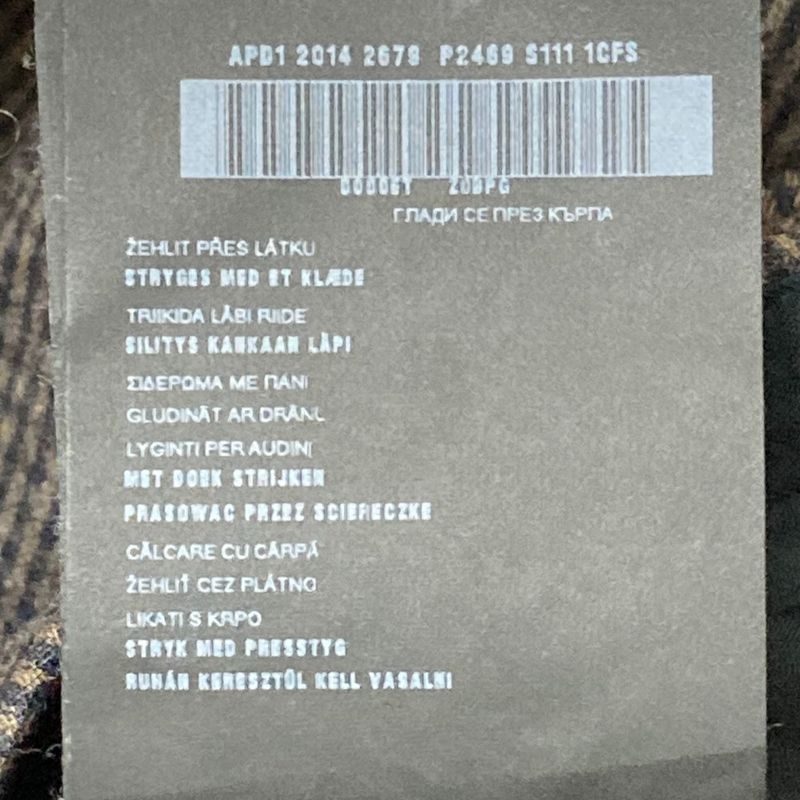 APD1 2014 2679 P2469 S111 1CFS
ГЛАДИ СЕ ПРЕЗ КЪРПА
ŽEHLIT PŘES LÁTKU
STRYGES MED ET KLÆDE
TRIIKIDA LÄBI RIIDE
SILITYS KANKAAN LÄPI
ΣΙΔΕΡΩΜΑ ΜΕ ΠΑΝΙ
GLUDINĀT AR DRĀNU
LYGINTI PER AUDINĮ
MET DOEK STRIJKEN
PRASOWAC PRZEZ SCIERECZKE
CĂLCARE CU CÂRPĂ
ŽEHLIŤ CEZ PLÁTNO
LIKATI S KRPO
STRYK MED PRESSTYG
RUHÁN KERESZTÜL KELL VASALNI